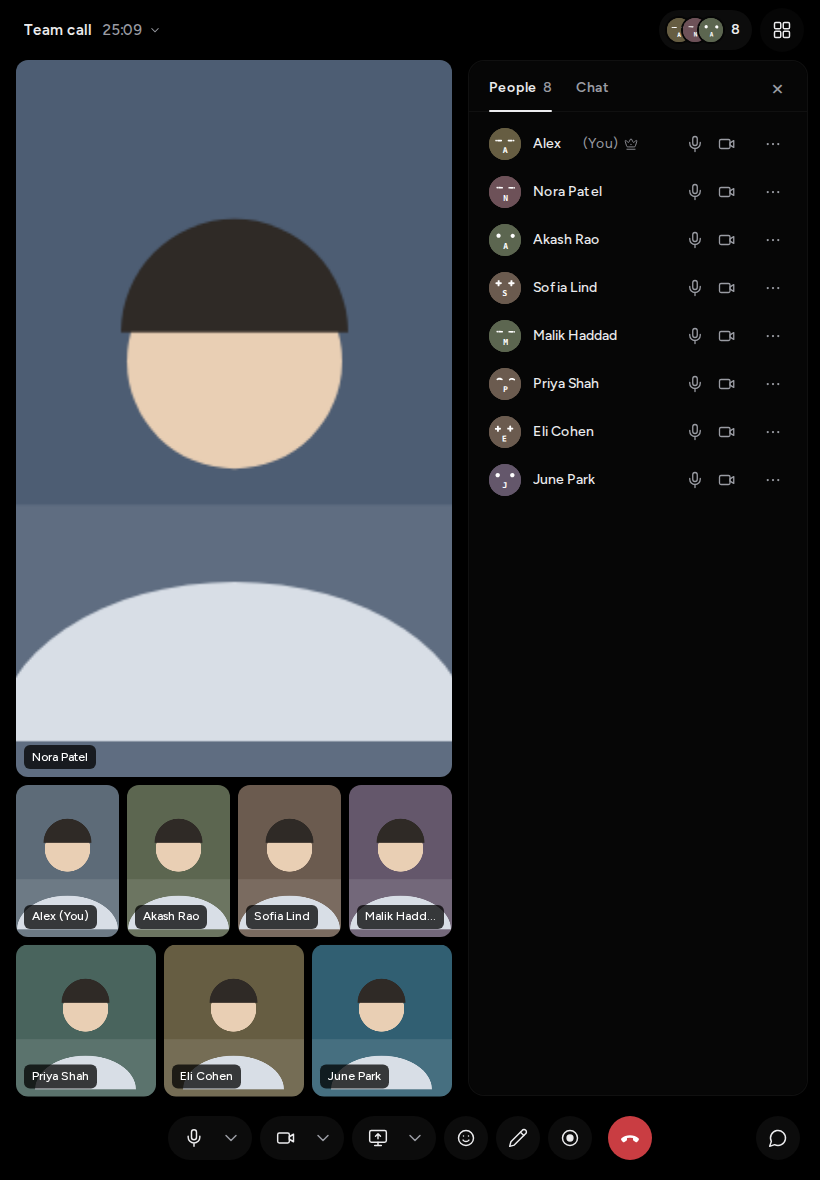 Team call 25:09
A N A 8
People 8 Chat
A Alex (You)
N Nora Patel
A Akash Rao
S Sofia Lind
M Malik Haddad
P Priya Shah
E Eli Cohen
J June Park
Nora Patel
Alex (You) Akash Rao Sofia Lind Malik Hadd...
Priya Shah Eli Cohen June Park